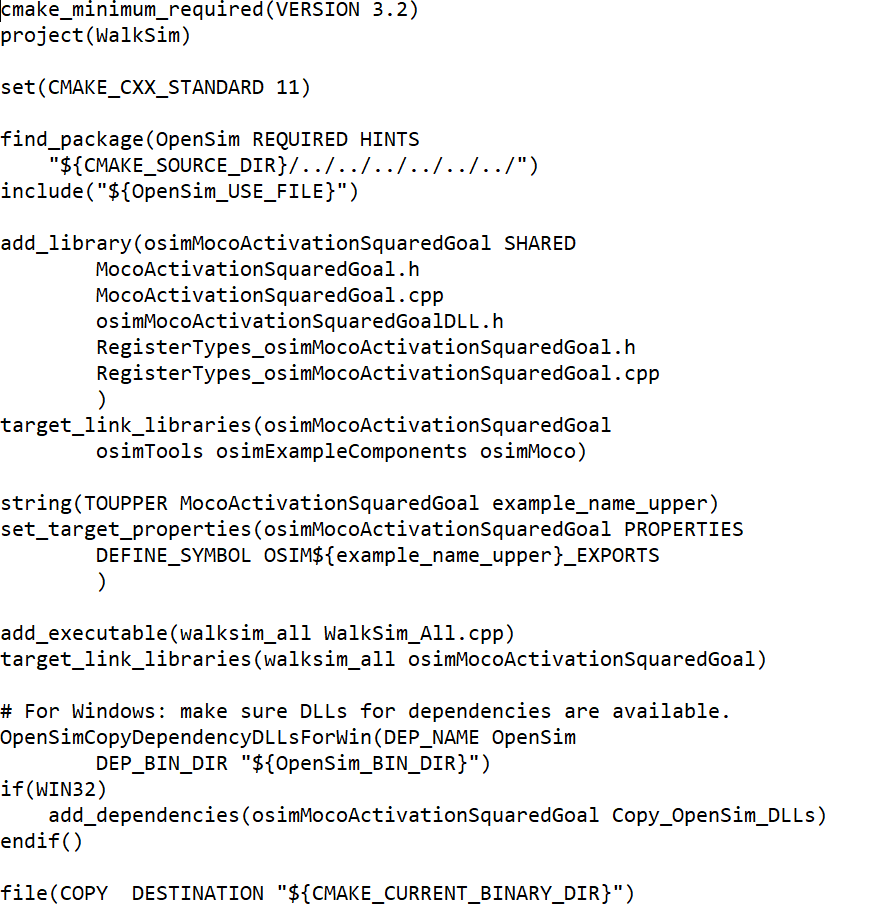 cmake_minimum_required(VERSION 3.2)
project(WalkSim)

set(CMAKE_CXX_STANDARD 11)

find_package(OpenSim REQUIRED HINTS
    "${CMAKE_SOURCE_DIR}/../../../../../../")
include("${OpenSim_USE_FILE}")

add_library(osimMocoActivationSquaredGoal SHARED
        MocoActivationSquaredGoal.h
        MocoActivationSquaredGoal.cpp
        osimMocoActivationSquaredGoalDLL.h
        RegisterTypes_osimMocoActivationSquaredGoal.h
        RegisterTypes_osimMocoActivationSquaredGoal.cpp
        )
target_link_libraries(osimMocoActivationSquaredGoal
        osimTools osimExampleComponents osimMoco)

string(TOUPPER MocoActivationSquaredGoal example_name_upper)
set_target_properties(osimMocoActivationSquaredGoal PROPERTIES
        DEFINE_SYMBOL OSIM${example_name_upper}_EXPORTS
        )

add_executable(walksim_all WalkSim_All.cpp)
target_link_libraries(walksim_all osimMocoActivationSquaredGoal)

# For Windows: make sure DLLs for dependencies are available.
OpenSimCopyDependencyDLLsForWin(DEP_NAME OpenSim
        DEP_BIN_DIR "${OpenSim_BIN_DIR}")
if(WIN32)
    add_dependencies(osimMocoActivationSquaredGoal Copy_OpenSim_DLLs)
endif()

file(COPY  DESTINATION "${CMAKE_CURRENT_BINARY_DIR}")